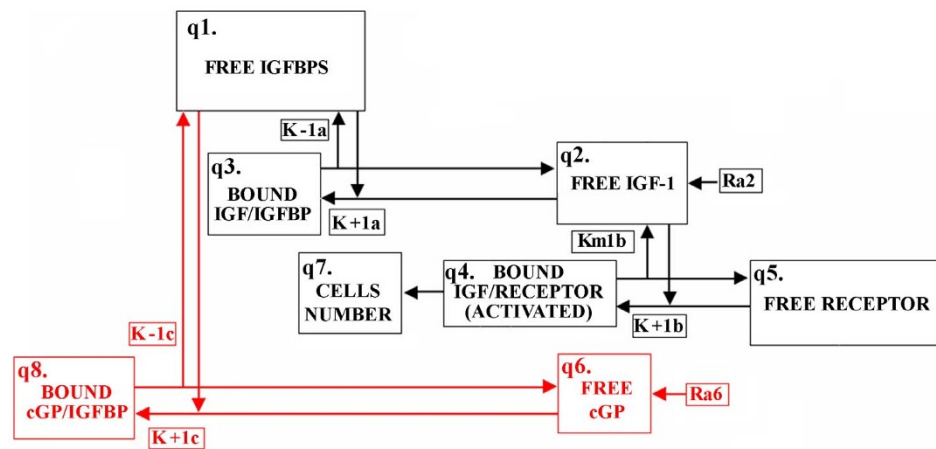 q1.
FREE IGFBPS
K-1a
q3.
BOUND
IGF/IGFBP
K+1a
q2.
FREE IGF-1
Ra2
Km1b
q7.
CELLS
NUMBER
q4. BOUND
IGF/RECEPTOR
(ACTIVATED)
q5.
FREE RECEPTOR
K+1b
K-1c
q8.
BOUND
cGP/IGFBP
K+1c
q6.
FREE
cGP
Ra6